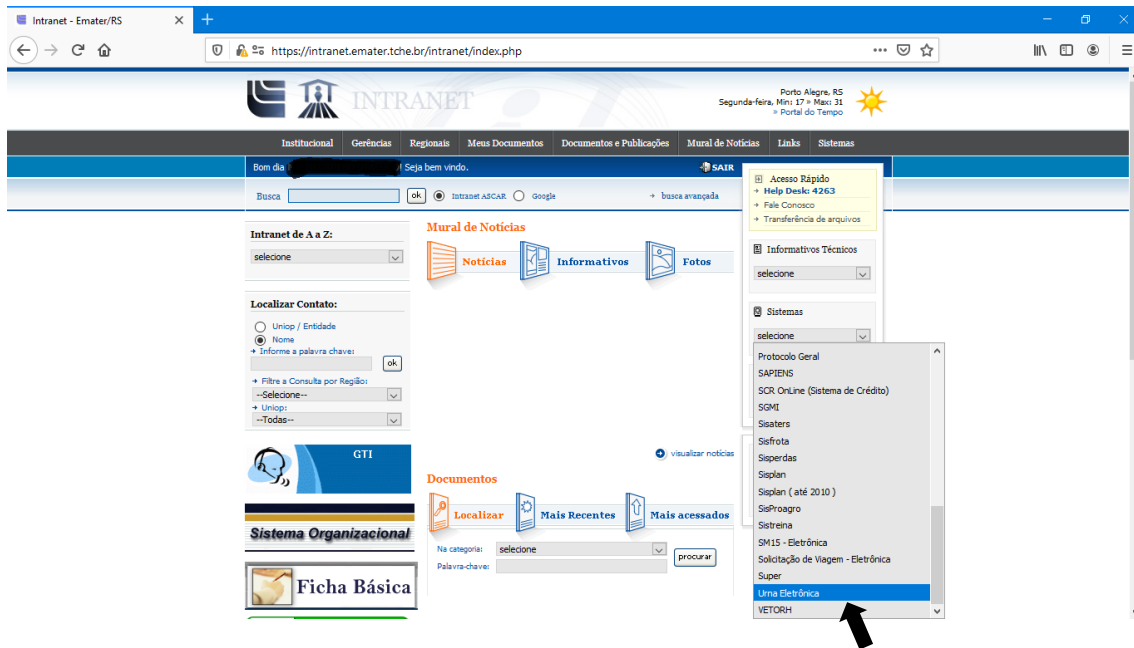 Intranet - Emater/RS
https://intranet.emater.tche.br/intranet/index.php
INTRANET
Porto Alegre, RS
Segunda-feira, Min: 17 » Max: 31
» Portal do Tempo
Institucional Gerências Regionais Meus Documentos Documentos e Publicações Mural de Notícias Links Sistemas
Bom dia ! Seja bem vindo. SAIR
Busca ok Intranet ASCAR Google busca avançada
Acesso Rápido
Help Desk: 4263
Fale Conosco
Transferência de arquivos
Intranet de A a Z:
selecione
Mural de Notícias
Notícias Informativos Fotos
Informativos Técnicos
selecione
Localizar Contato:
Uniop / Entidade
Nome
Informe a palavra chave:
ok
Filtre a Consulta por Região:
--Selecione--
Uniop:
--Todas--
Sistemas
selecione
Protocolo Geral
SAPIENS
SCR OnLine (Sistema de Crédito)
SGMI
Sisaters
Sisfrota
Sisperdas
Sisplan
Sisplan ( até 2010 )
SisProagro
Sistreina
SM15 - Eletrônica
Solicitação de Viagem - Eletrônica
Super
Urna Eletrônica
VETORH
GTI
visualizar notícias
Documentos
Localizar Mais Recentes Mais acessados
Na categoria: selecione
Palavra-chave:
procurar
Sistema Organizacional
Ficha Básica